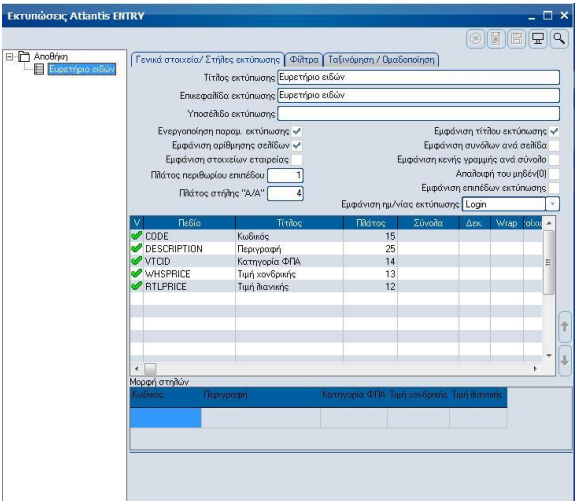 Εκτυπώσεις Atlantis ENTRY
Αποθήκη
Ευρετήριο ειδών
Γενικά στοιχεία/ Στήλες εκτύπωσης Φίλτρα Ταξινόμηση / Ομαδοποίηση
Τίτλος εκτύπωσης Ευρετήριο ειδών
Επικεφαλίδα εκτύπωσης Ευρετήριο ειδών
Υποσέλιδο εκτύπωσης
Ενεργοποίηση παραμ. εκτύπωσης Εμφάνιση τίτλου εκτύπωσης
Εμφάνιση αρίθμησης σελίδων Εμφάνιση συνόλων ανά σελίδα
Εμφάνιση στοιχείων εταιρείας Εμφάνιση κενής γραμμής ανά σύνολο
Πλάτος περιθωρίου επιπέδου 1 Απαλοιφή του μηδέν(0)
Πλάτος στήλης "Α/Α" 4 Εμφάνιση επιπέδων εκτύπωσης
Εμφάνιση ημ/νίας εκτύπωσης Login
V Πεδίο Τίτλος Πλάτος Σύνολα Δεκ. Wrap
CODE Κωδικός 15
DESCRIPTION Περιγραφή 25
VTCID Κατηγορία ΦΠΑ 14
WHSPRICE Τιμή χονδρικής 13
RTLPRICE Τιμή λιανικής 12
Μορφή στηλών
Κωδικός Περιγραφή Κατηγορία ΦΠΑ Τιμή χονδρικής Τιμή λιανικής